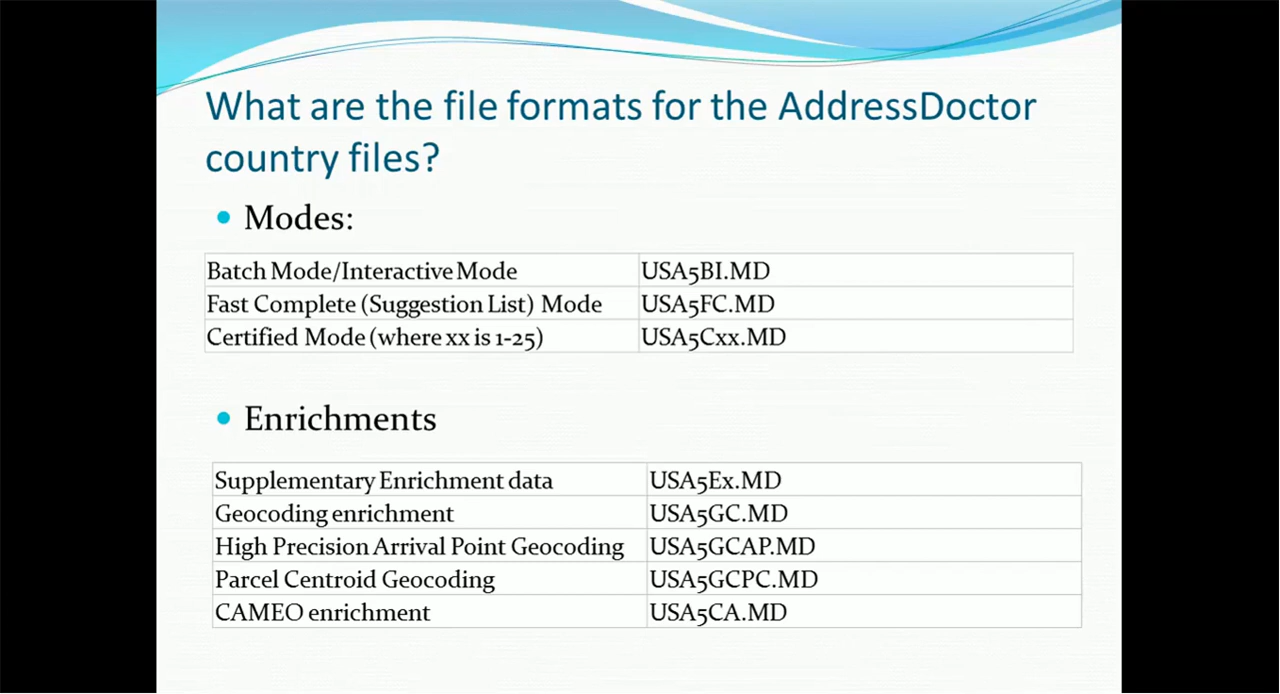 What are the file formats for the AddressDoctor
country files?
• Modes:
Batch Mode/Interactive Mode USA5BI.MD
Fast Complete (Suggestion List) Mode USA5FC.MD
Certified Mode (where xx is 1-25) USA5Cxx.MD
• Enrichments
Supplementary Enrichment data USA5Ex.MD
Geocoding enrichment USA5GC.MD
High Precision Arrival Point Geocoding USA5GCAP.MD
Parcel Centroid Geocoding USA5GCPC.MD
CAMEO enrichment USA5CA.MD